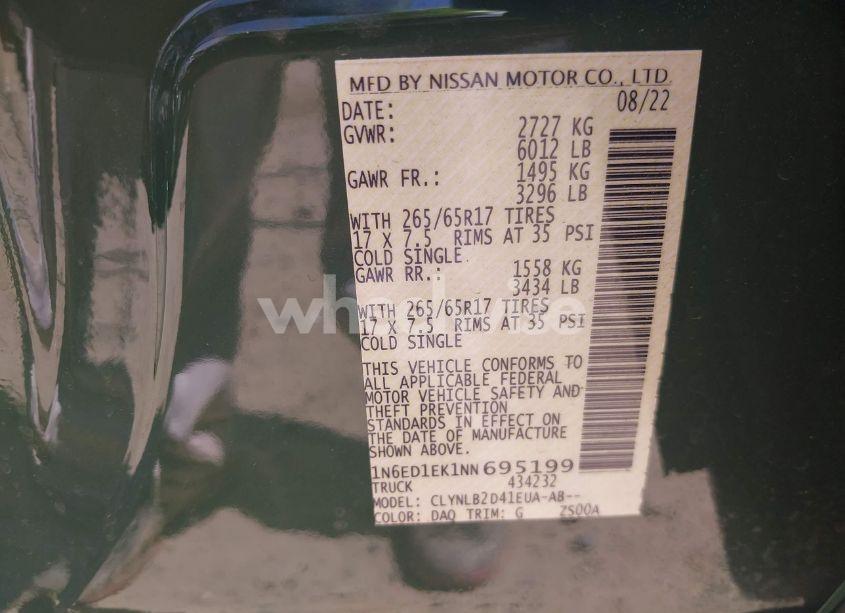 MFD BY NISSAN MOTOR CO., LTD
DATE: 08/22
GVWR: 2727 KG
6012 LB
GAWR FR.: 1495 KG
3296 LB
WITH 265/65R17 TIRES
17 X 7.5 RIMS AT 35 PSI
COLD SINGLE
GAWR RR.: 1558 KG
3434 LB
WITH 265/65R17 TIRES
17 X 7.5 RIMS AT 35 PSI
COLD SINGLE
THIS VEHICLE CONFORMS TO
ALL APPLICABLE FEDERAL
MOTOR VEHICLE SAFETY AND
THEFT PREVENTION
STANDARDS IN EFFECT ON
THE DATE OF MANUFACTURE
SHOWN ABOVE.
1N6ED1EK1NN695199
TRUCK 434232
MODEL: CLYNLB2D41EUA-AB--
COLOR: DAQ TRIM: G ZS00A